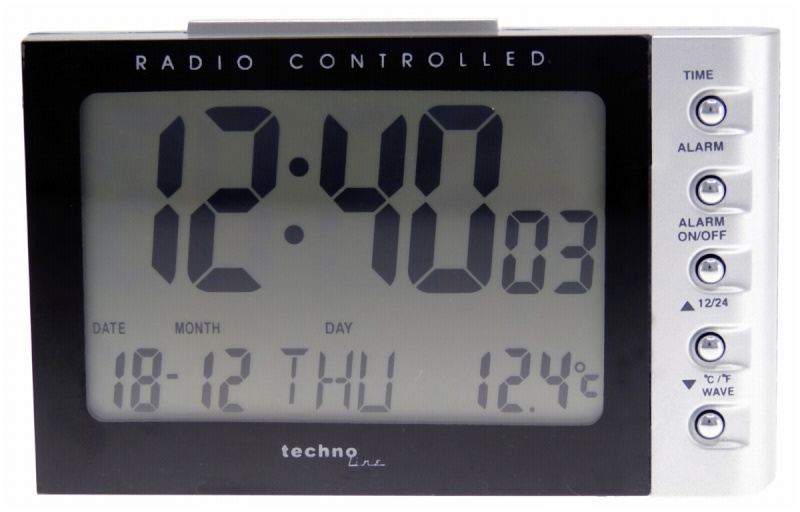 RADIO CONTROLLED
12:40 03
DATE MONTH DAY
18-12 THU 12.4°C
techno line
TIME
ALARM
ALARM
ON/OFF
▲ 12/24
▼ °C/°F
WAVE